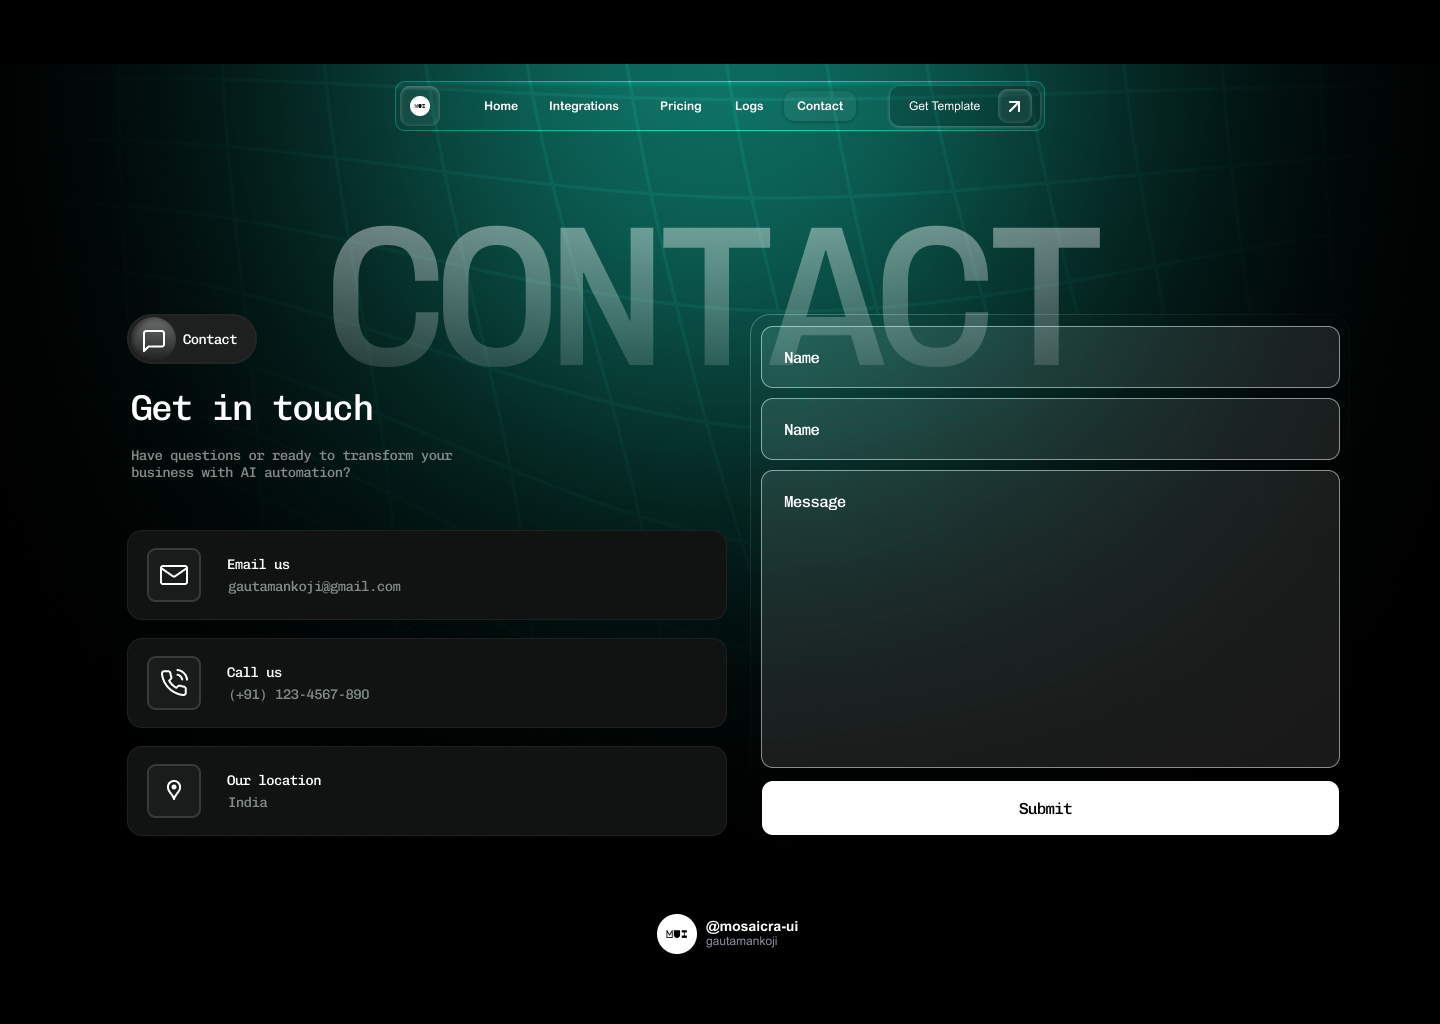 MUI
Home
Integrations
Pricing
Logs
Contact
Get Template
CONTACT
Contact
Get in touch
Have questions or ready to transform your
business with AI automation?
Email us
gautamankoji@gmail.com
Call us
(+91) 123-4567-890
Our location
India
Name
Name
Message
Submit
MUI
@mosaicra-ui
gautamankoji